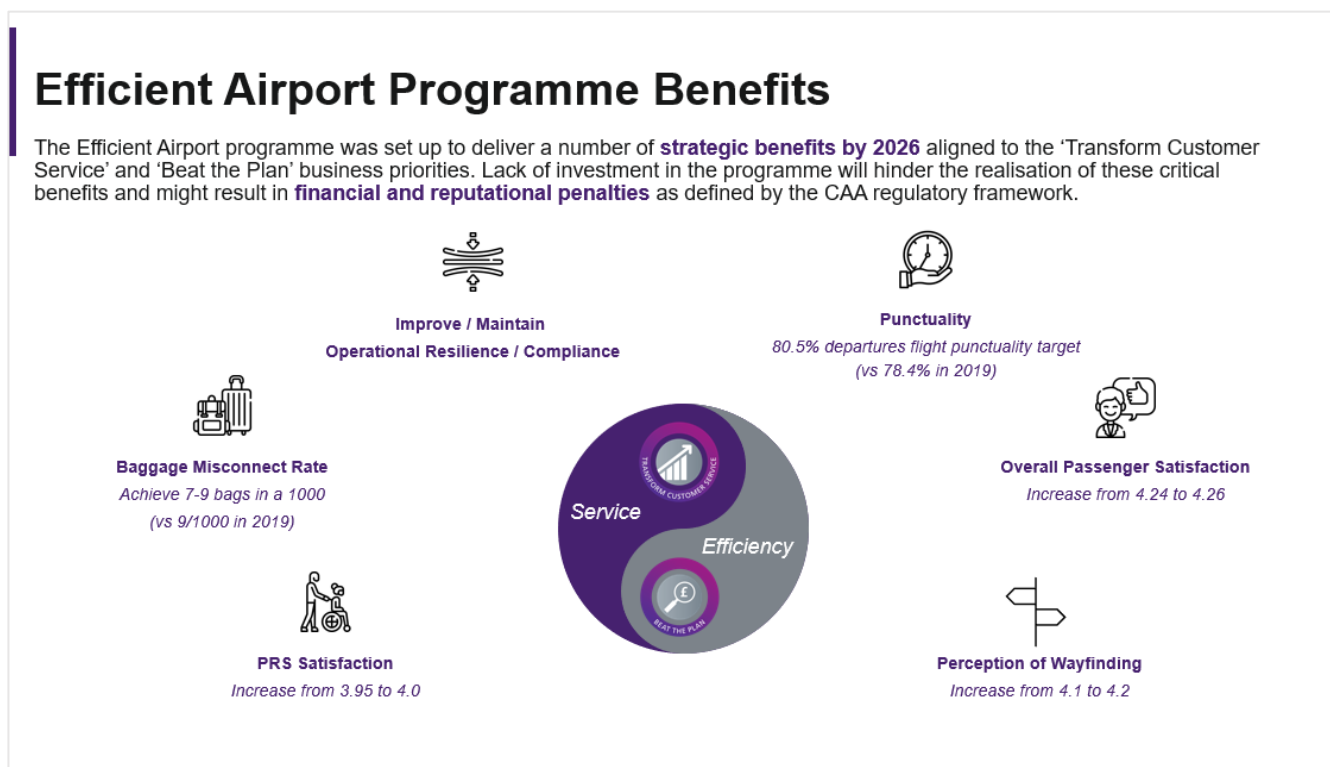 Efficient Airport Programme Benefits
The Efficient Airport programme was set up to deliver a number of strategic benefits by 2026 aligned to the ‘Transform Customer
Service’ and ‘Beat the Plan’ business priorities. Lack of investment in the programme will hinder the realisation of these critical
benefits and might result in financial and reputational penalties as defined by the CAA regulatory framework.
Improve / Maintain
Operational Resilience / Compliance
Punctuality
80.5% departures flight punctuality target
(vs 78.4% in 2019)
Baggage Misconnect Rate
Achieve 7-9 bags in a 1000
(vs 9/1000 in 2019)
Overall Passenger Satisfaction
Increase from 4.24 to 4.26
TRANSFORM CUSTOMER SERVICE
Service
Efficiency
£
BEAT THE PLAN
PRS Satisfaction
Increase from 3.95 to 4.0
Perception of Wayfinding
Increase from 4.1 to 4.2